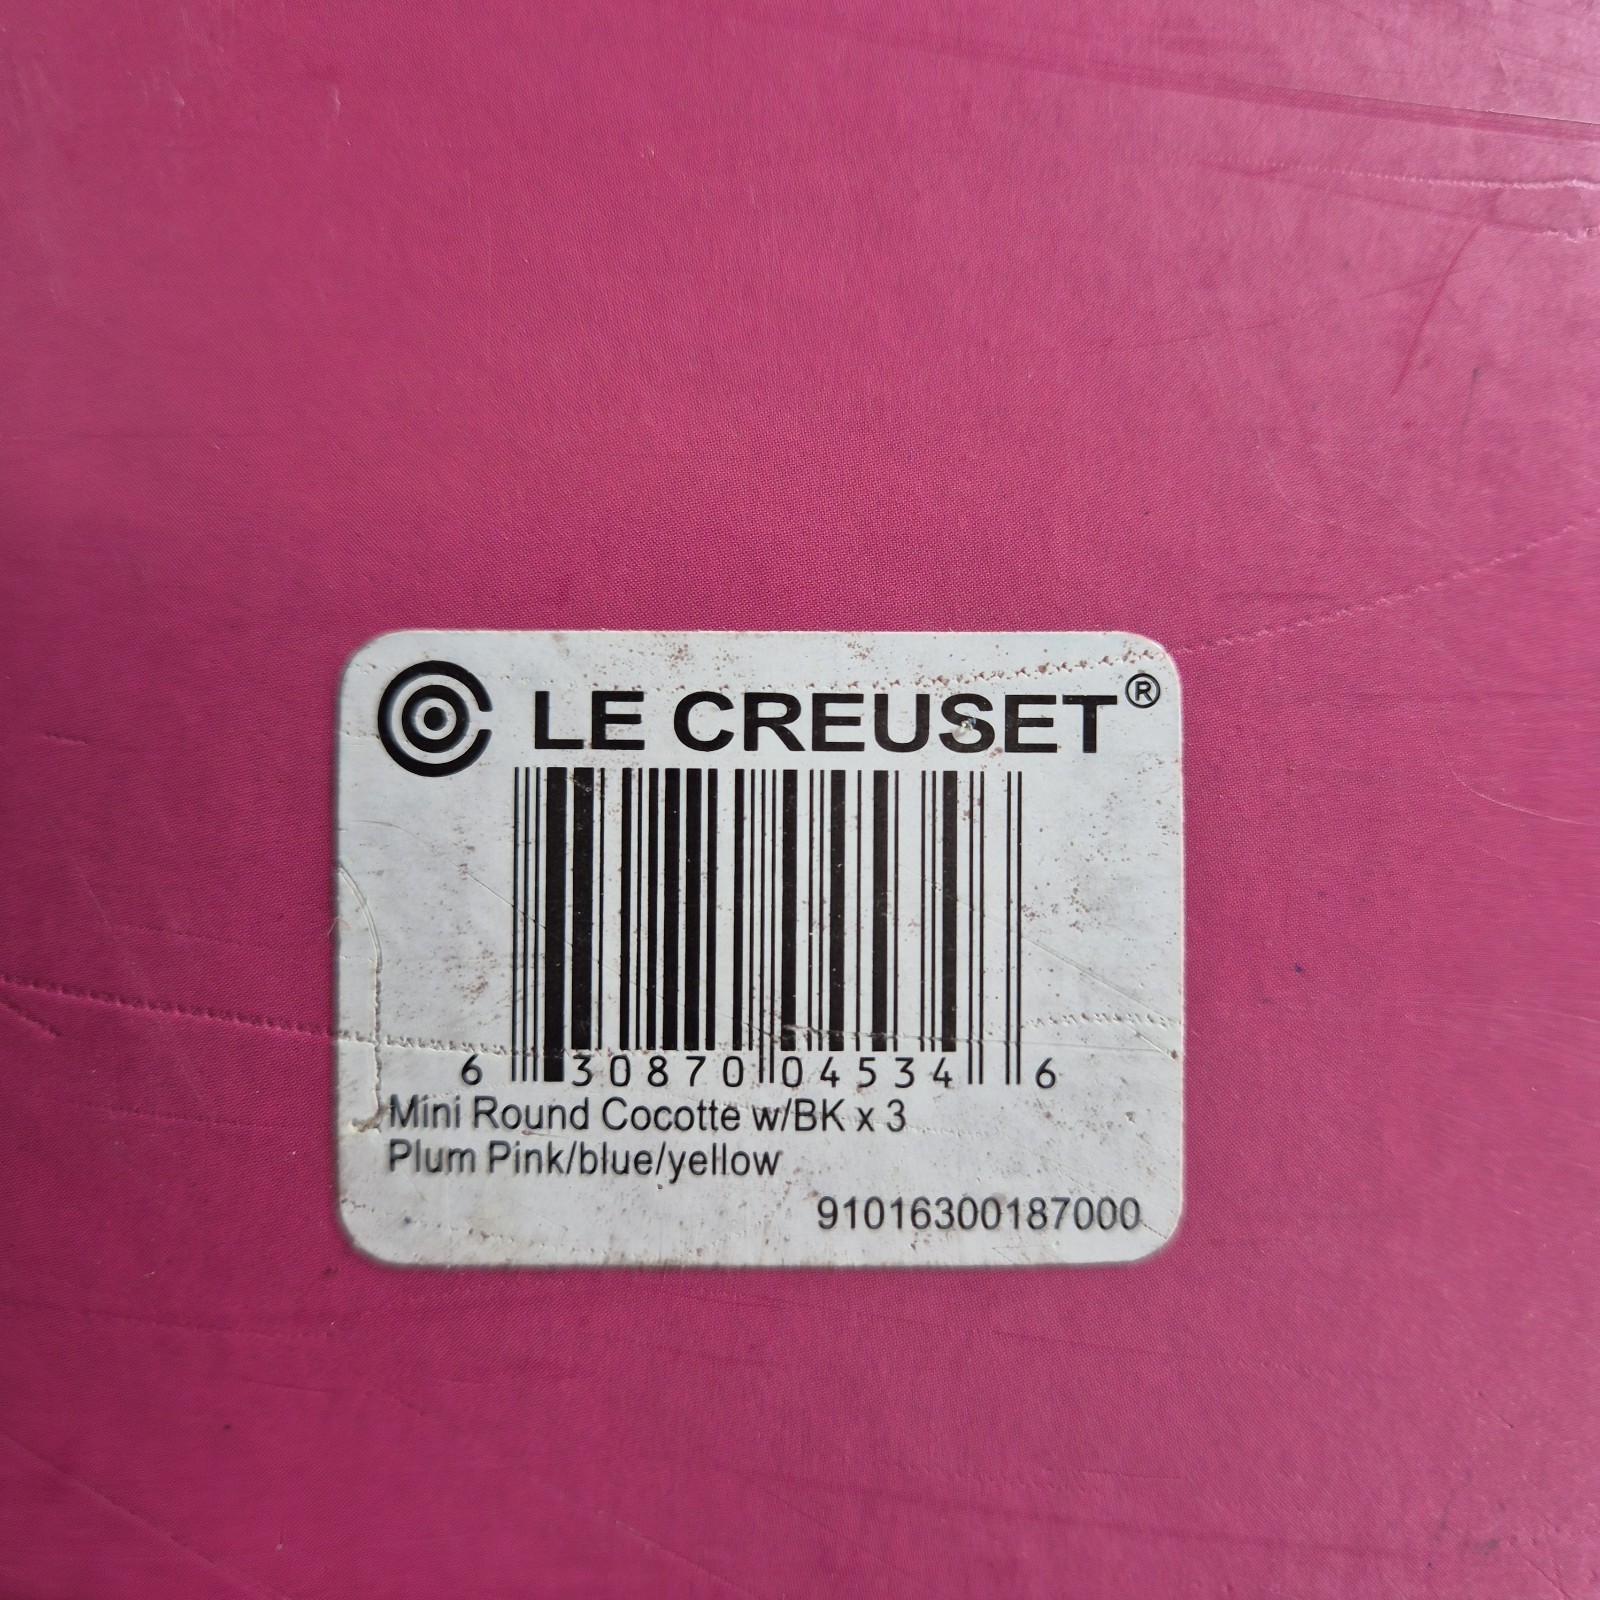 LE CREUSET®
6 30870 04534 6
Mini Round Cocotte w/BK x 3
Plum Pink/blue/yellow
91016300187000